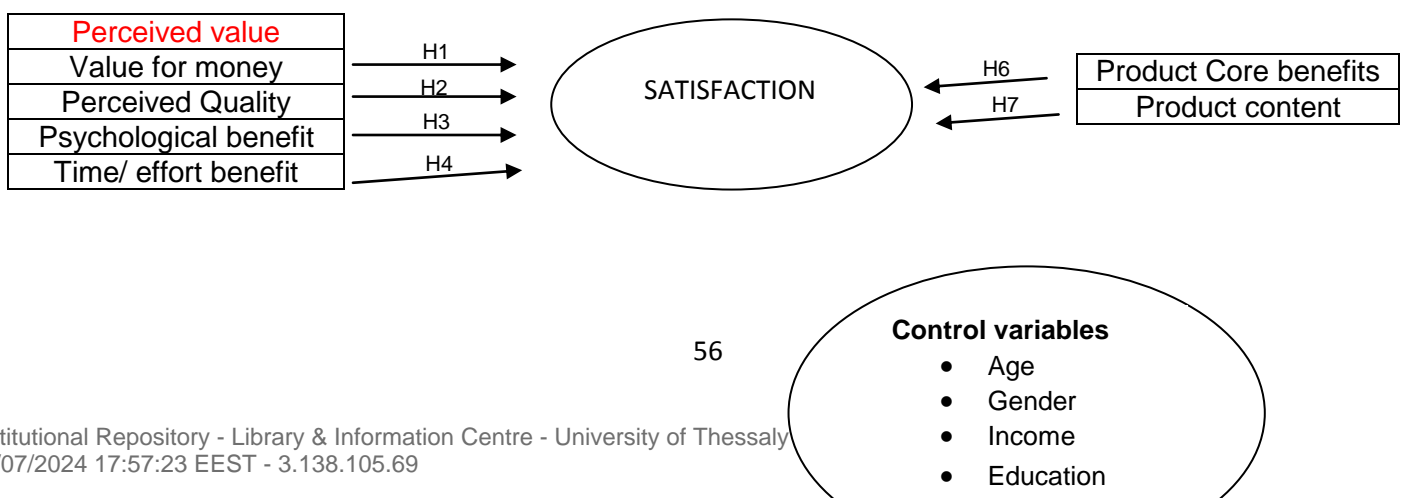 Perceived value
Value for money
Perceived Quality
Psychological benefit
Time/ effort benefit
H1
H2
H3
H4
SATISFACTION
H6
H7
Product Core benefits
Product content
56
Control variables
• Age
• Gender
• Income
• Education
titutional Repository - Library & Information Centre - University of Thessaly
/07/2024 17:57:23 EEST - 3.138.105.69